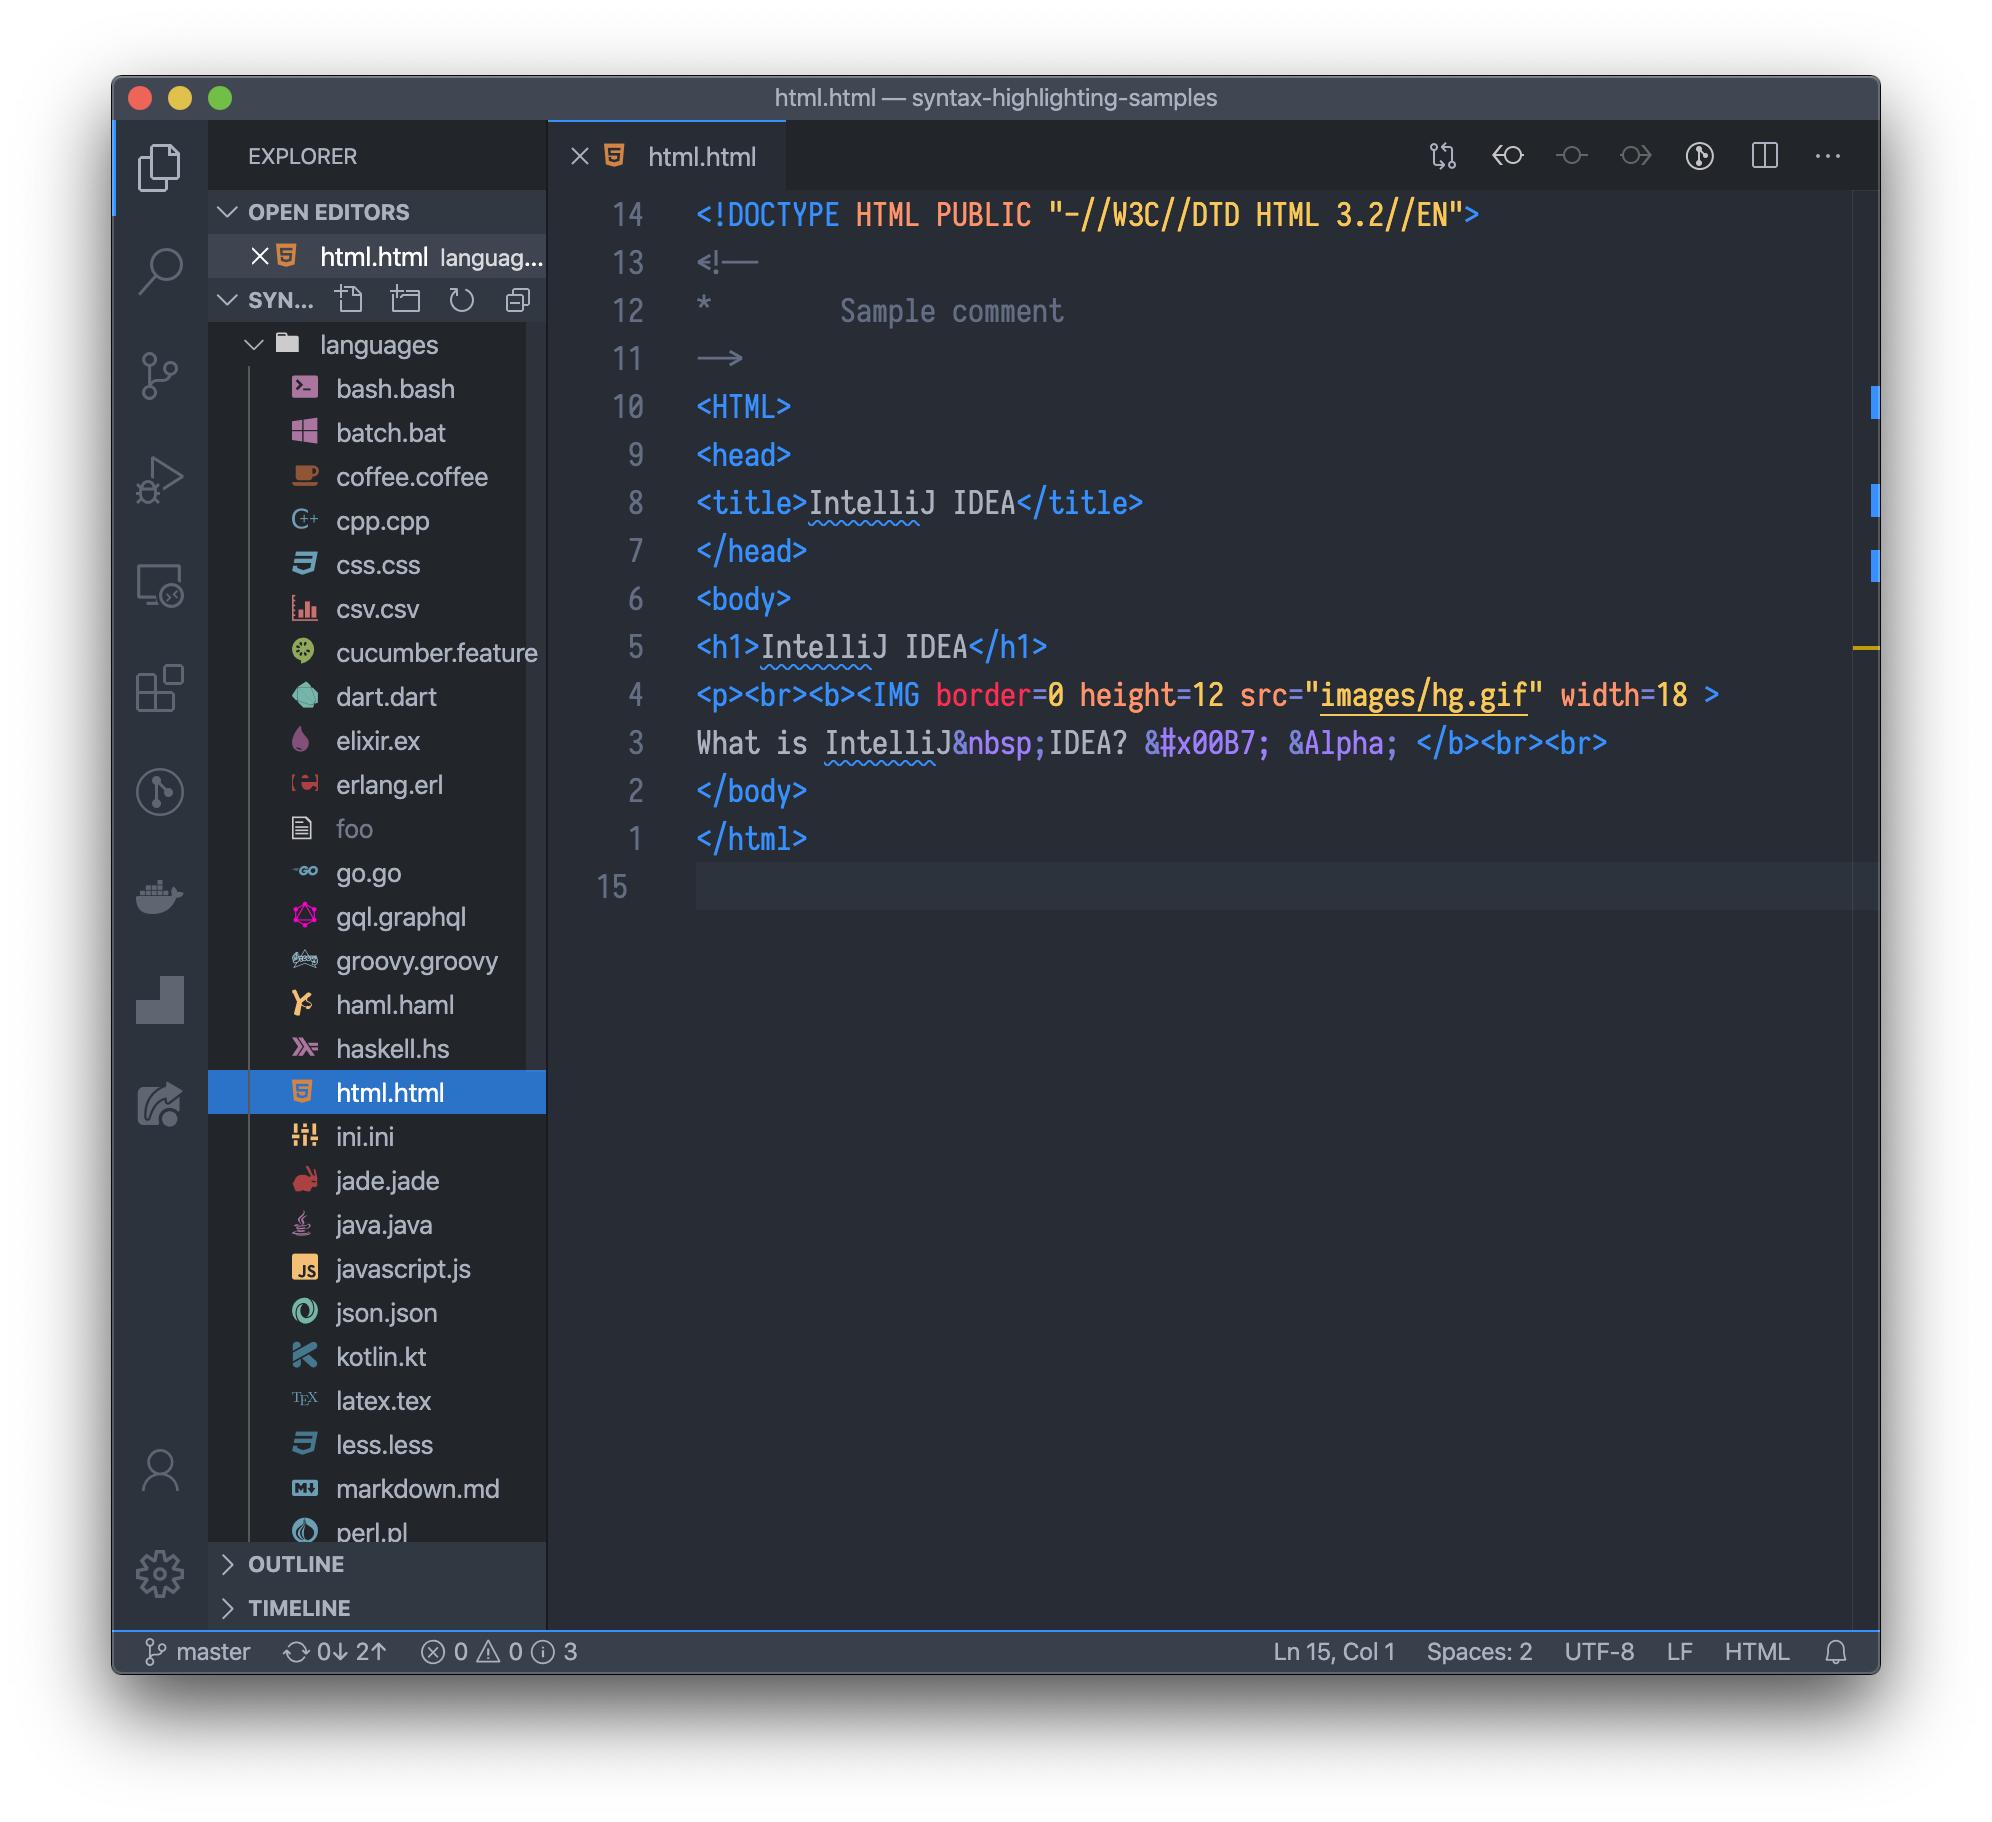 html.html — syntax-highlighting-samples
EXPLORER
OPEN EDITORS
html.html languag...
SYN...
languages
bash.bash
batch.bat
coffee.coffee
cpp.cpp
css.css
csv.csv
cucumber.feature
dart.dart
elixir.ex
erlang.erl
foo
go.go
gql.graphql
groovy.groovy
haml.haml
haskell.hs
html.html
ini.ini
jade.jade
java.java
javascript.js
json.json
kotlin.kt
latex.tex
less.less
markdown.md
perl.pl
OUTLINE
TIMELINE
html.html
14 <!DOCTYPE HTML PUBLIC "-//W3C//DTD HTML 3.2//EN">
13 <!--
12 *        Sample comment
11 -->
10 <HTML>
9 <head>
8 <title>IntelliJ IDEA</title>
7 </head>
6 <body>
5 <h1>IntelliJ IDEA</h1>
4 <p><br><b><IMG border=0 height=12 src="images/hg.gif" width=18 >
3 What is IntelliJ&nbsp;IDEA? &#x00B7; &Alpha; </b><br><br>
2 </body>
1 </html>
15
master 0↓ 2↑ 0 0 3 Ln 15, Col 1 Spaces: 2 UTF-8 LF HTML